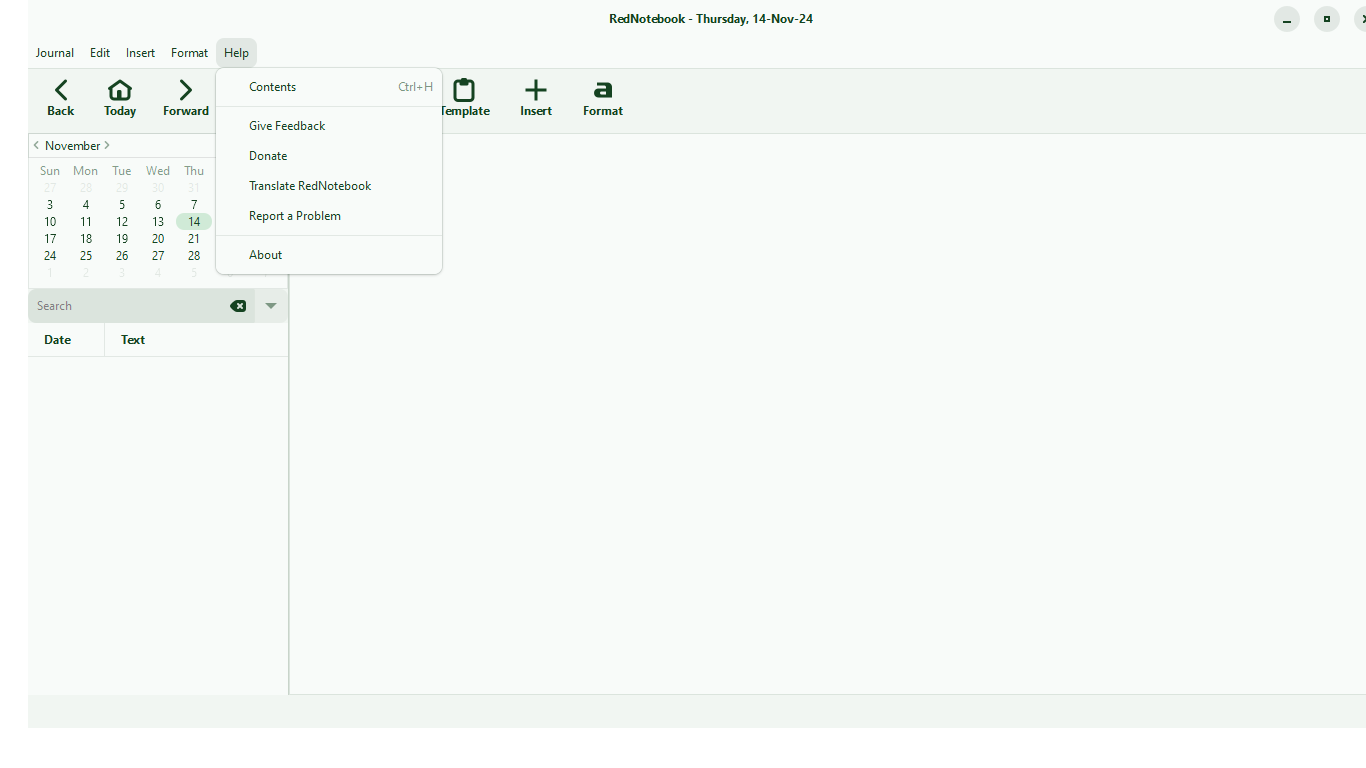 RedNotebook - Thursday, 14-Nov-24
Journal Edit Insert Format Help
Back Today Forward Template Insert Format
Contents Ctrl+H
Give Feedback
Donate
Translate RedNotebook
Report a Problem
About
November
Sun Mon Tue Wed Thu
27 28 29 30 31
3 4 5 6 7
10 11 12 13 14
17 18 19 20 21
24 25 26 27 28
1 2 3 4 5
Search
Date Text